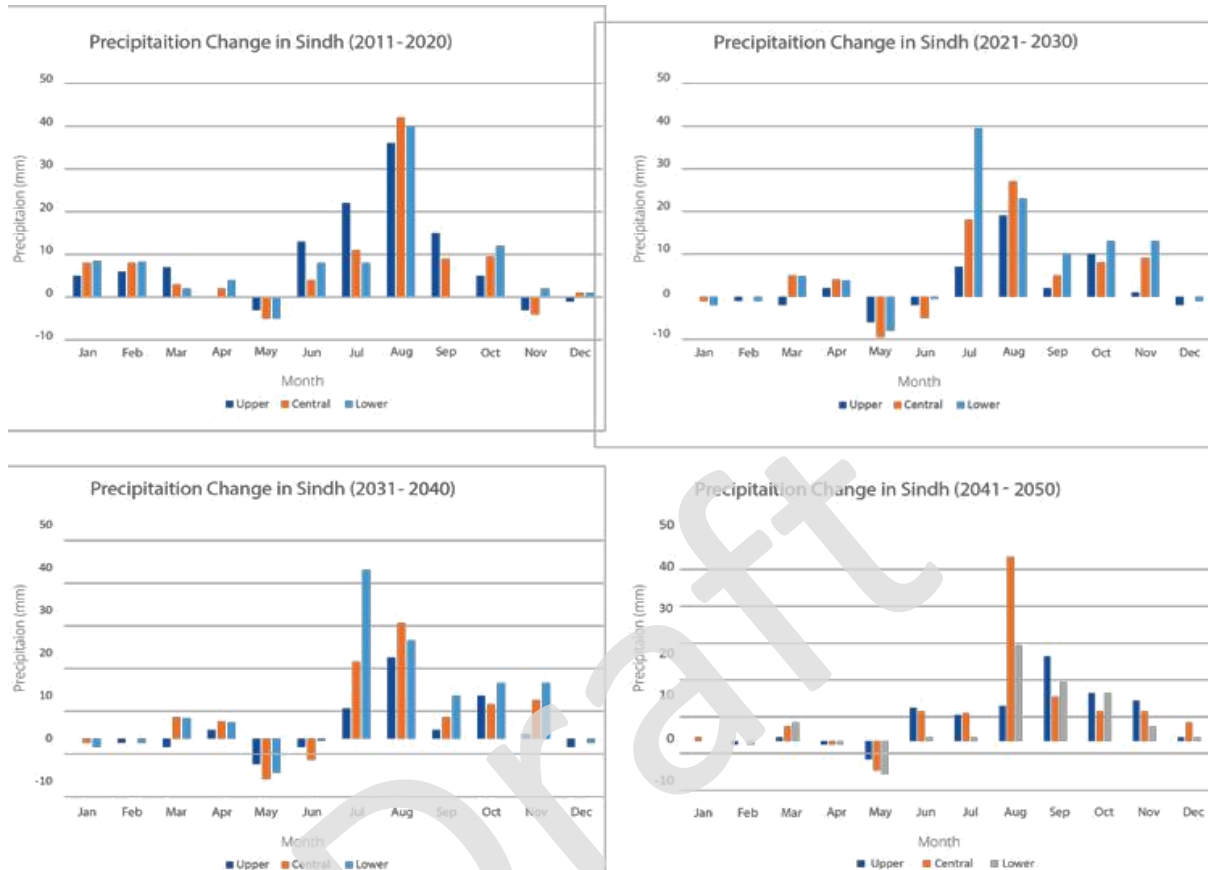 Precipitaition Change in Sindh (2011-2020)
50
40
30
20
10
0
-10
Precipitaion (mm)
Jan Feb Mar Apr May Jun Jul Aug Sep Oct Nov Dec
Month
Upper Central Lower
Precipitaition Change in Sindh (2021- 2030)
50
40
30
20
10
0
-10
Precipitaion (mm)
Jan Feb Mar Apr May Jun Jul Aug Sep Oct Nov Dec
Month
Upper Central Lower
Precipitaition Change in Sindh (2031- 2040)
50
40
30
20
10
0
-10
Precipitaion (mm)
Jan Feb Mar Apr May Jun Jul Aug Sep Oct Nov Dec
Month
Upper Central Lower
Precipitaition Change in Sindh (2041- 2050)
50
40
30
20
10
0
-10
Precipitaion (mm)
Jan Feb Mar Apr May Jun Jul Aug Sep Oct Nov Dec
Month
Upper Central Lower
Draft